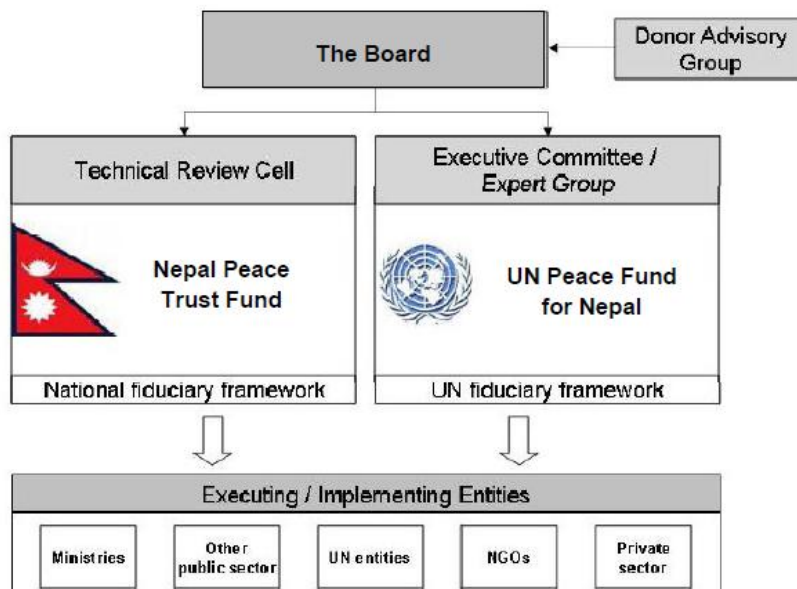 The Board
Donor Advisory
Group
Technical Review Cell
Executive Committee /
Expert Group
Nepal Peace
Trust Fund
UN Peace Fund
for Nepal
National fiduciary framework
UN fiduciary framework
Executing / Implementing Entities
Ministries
Other
public sector
UN entities
NGOs
Private
sector